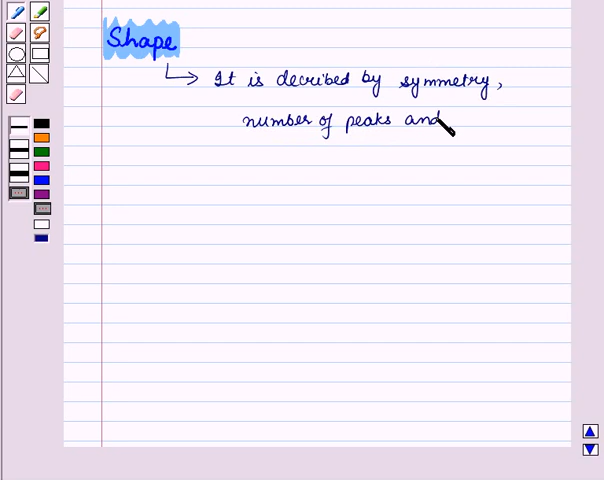 Shape
It is decribed by symmetry,
number of peaks and